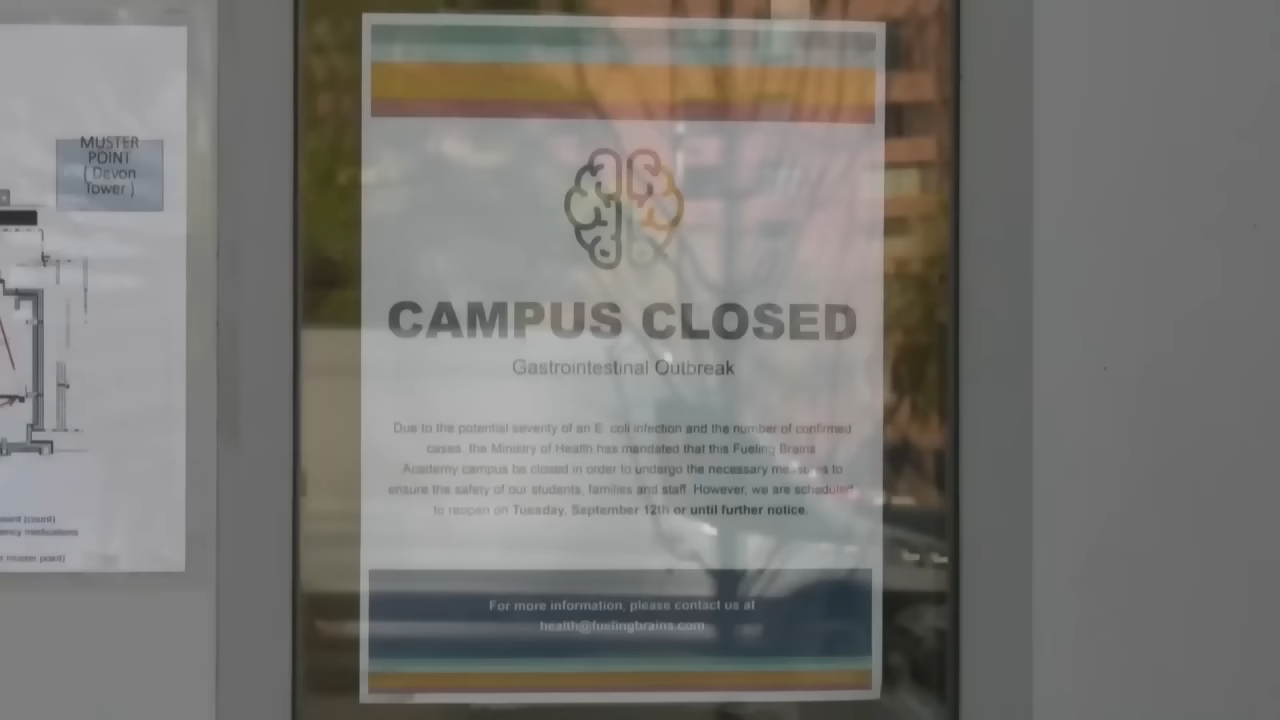 MUSTER
POINT
( Devon
Tower )
CAMPUS CLOSED
Gastrointestinal Outbreak
Due to the potential severity of an E. coli infection and the number of confirmed
cases, the Ministry of Health has mandated that this Fueling Brains
Academy campus be closed in order to undergo the necessary measures to
ensure the safety of our students, families and staff. However, we are scheduled
to reopen on Tuesday, September 12th or until further notice.
For more information, please contact us at
health@fuelingbrains.com